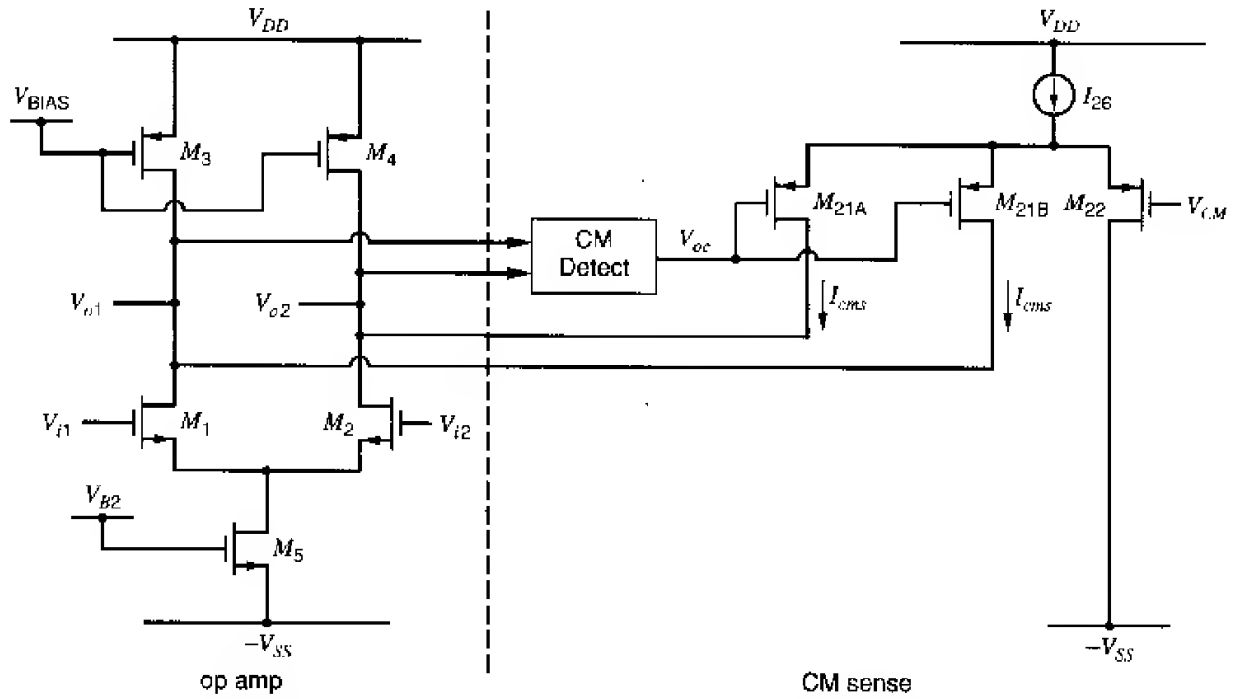 V_DD
V_DD
I_26
V_BIAS
M_3
M_4
M_21A
M_21B
M_22
V_CM
CM
Detect
V_oc
V_o1
V_o2
I_cms
I_cms
V_i1
M_1
M_2
V_i2
V_B2
M_5
-V_SS
-V_SS
op amp
CM sense